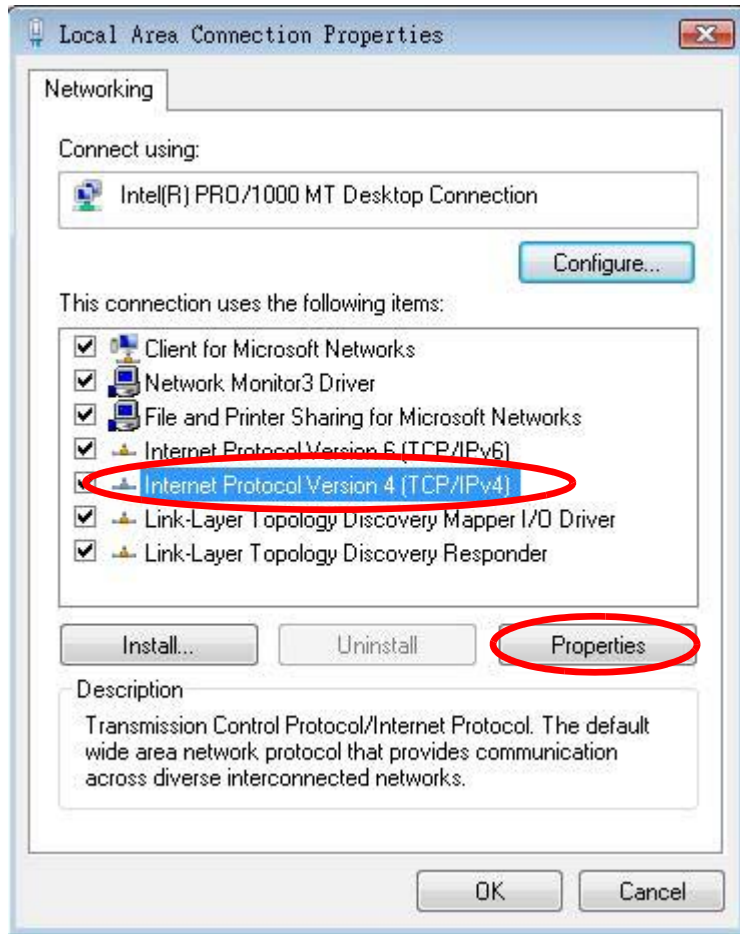 Local Area Connection Properties
Networking
Connect using:
Intel(R) PRO/1000 MT Desktop Connection
Configure...
This connection uses the following items:
Client for Microsoft Networks
Network Monitor3 Driver
File and Printer Sharing for Microsoft Networks
Internet Protocol Version 6 (TCP/IPv6)
Internet Protocol Version 4 (TCP/IPv4)
Link-Layer Topology Discovery Mapper I/O Driver
Link-Layer Topology Discovery Responder
Install... Uninstall Properties
Description
Transmission Control Protocol/Internet Protocol. The default
wide area network protocol that provides communication
across diverse interconnected networks.
OK Cancel